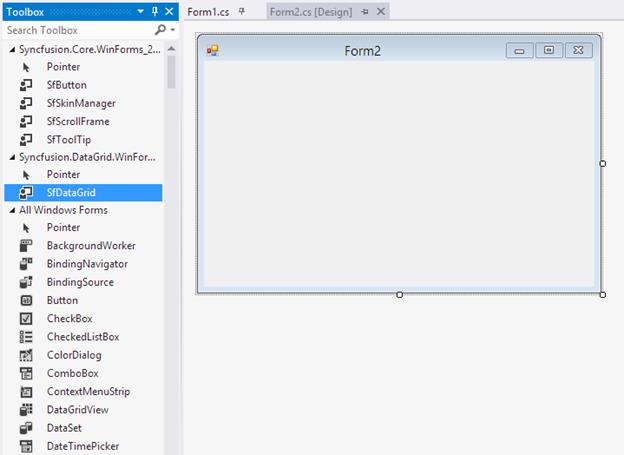 Toolbox
Search Toolbox
Syncfusion.Core.WinForms_2...
Pointer
SfButton
SfSkinManager
SfScrollFrame
SfToolTip
Syncfusion.DataGrid.WinFor...
Pointer
SfDataGrid
All Windows Forms
Pointer
BackgroundWorker
BindingNavigator
BindingSource
Button
CheckBox
CheckedListBox
ColorDialog
ComboBox
ContextMenuStrip
DataGridView
DataSet
DateTimePicker
Form1.cs
Form2.cs [Design]
Form2